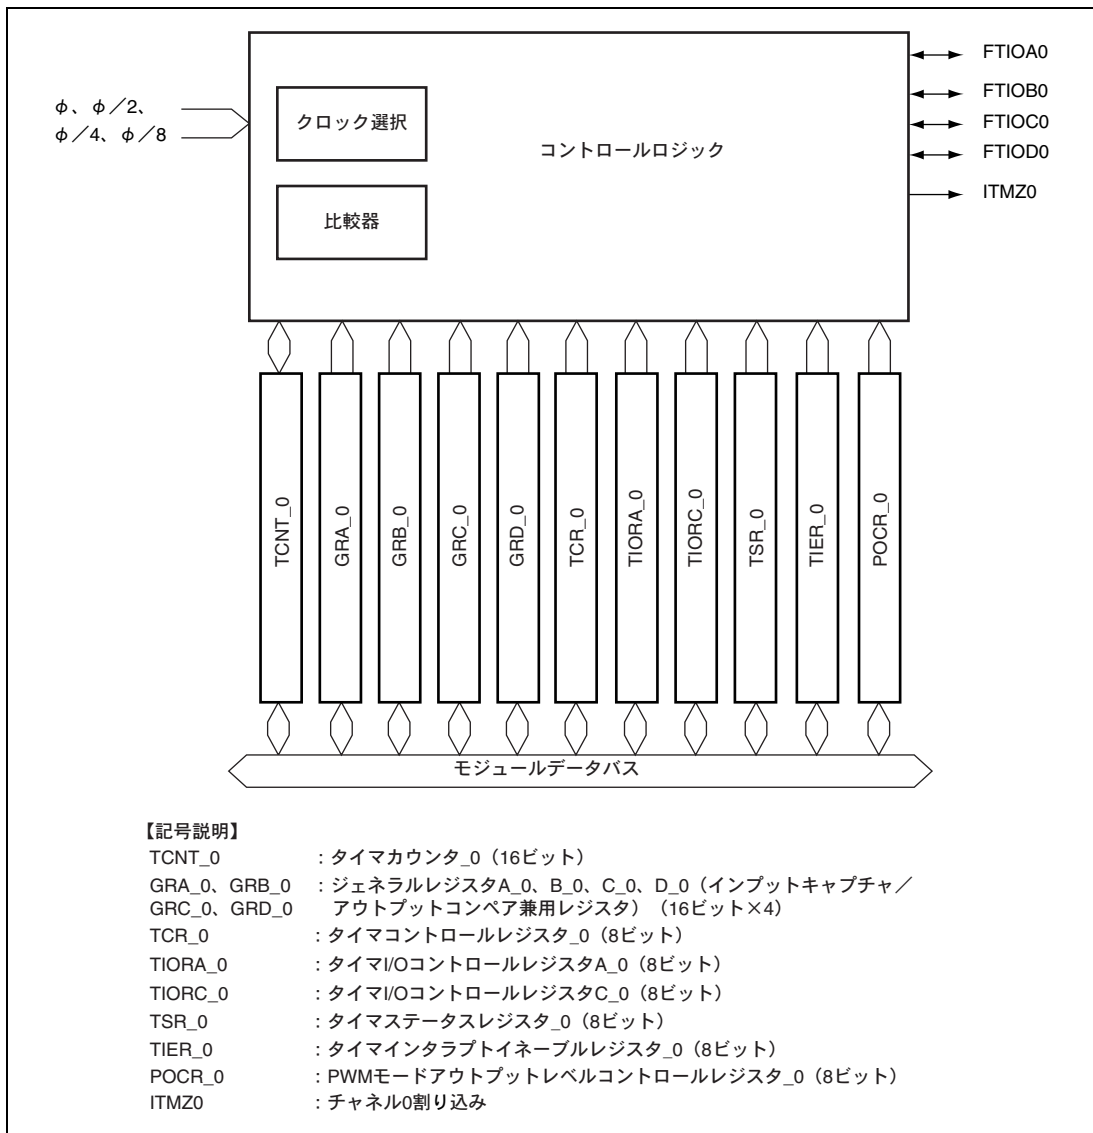 φ、φ／2、
φ／4、φ／8
クロック選択
比較器
コントロールロジック
FTIOA0
FTIOB0
FTIOC0
FTIOD0
ITMZ0
TCNT_0
GRA_0
GRB_0
GRC_0
GRD_0
TCR_0
TIORA_0
TIORC_0
TSR_0
TIER_0
POCR_0
モジュールデータバス
【記号説明】
TCNT_0 ：タイマカウンタ_0（16ビット）
GRA_0、GRB_0 ：ジェネラルレジスタA_0、B_0、C_0、D_0（インプットキャプチャ／
GRC_0、GRD_0 アウトプットコンペア兼用レジスタ）（16ビット×4）
TCR_0 ：タイマコントロールレジスタ_0（8ビット）
TIORA_0 ：タイマI/OコントロールレジスタA_0（8ビット）
TIORC_0 ：タイマI/OコントロールレジスタC_0（8ビット）
TSR_0 ：タイマステータスレジスタ_0（8ビット）
TIER_0 ：タイマインタラプトイネーブルレジスタ_0（8ビット）
POCR_0 ：PWMモードアウトプットレベルコントロールレジスタ_0（8ビット）
ITMZ0 ：チャネル0割り込み